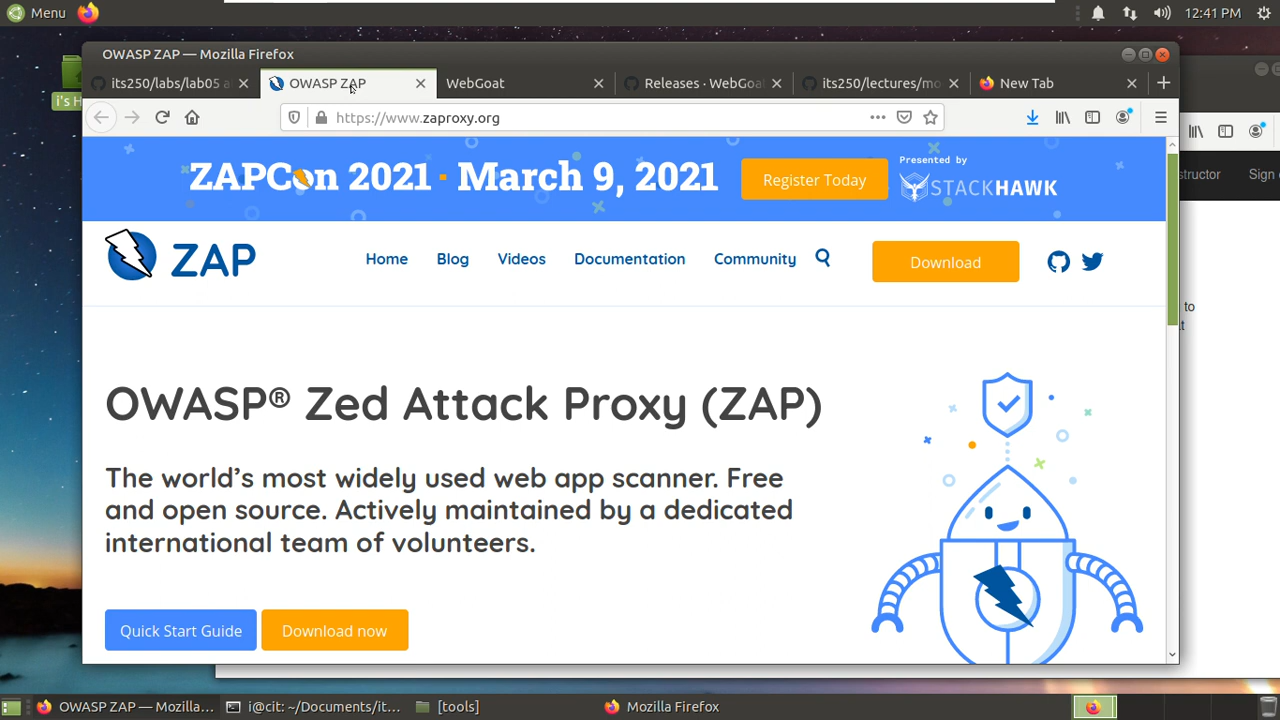 Menu
12:41 PM
OWASP ZAP — Mozilla Firefox
its250/labs/lab05 a
OWASP ZAP
WebGoat
Releases · WebGoa
its250/lectures/mo
New Tab
https://www.zaproxy.org
ZAPCon 2021 · March 9, 2021
Register Today
Presented by
STACKHAWK
structor
Sign
ZAP
Home
Blog
Videos
Documentation
Community
Download
to
OWASP® Zed Attack Proxy (ZAP)
The world's most widely used web app scanner. Free
and open source. Actively maintained by a dedicated
international team of volunteers.
Quick Start Guide
Download now
i's H
OWASP ZAP — Mozilla...
i@cit: ~/Documents/it...
[tools]
Mozilla Firefox